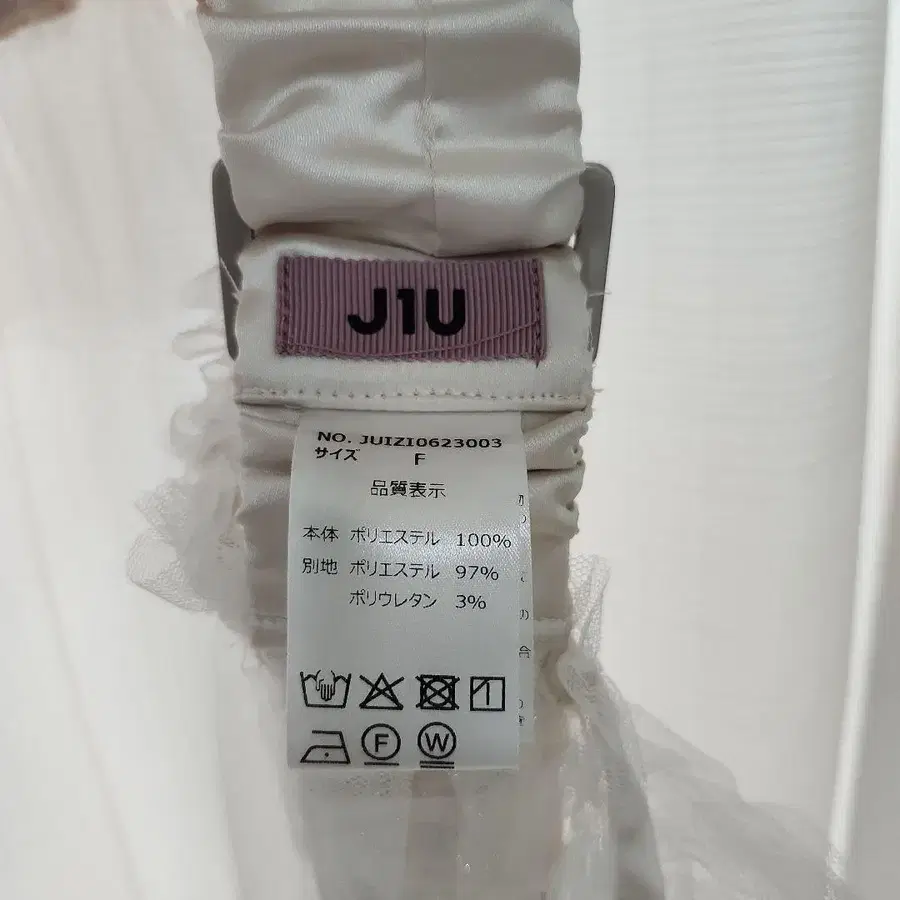 J1U
NO. JUIZI0623003
サイズ F
品質表示
本体 ポリエステル 100%
別地 ポリエステル 97%
ポリウレタン 3%
F
W